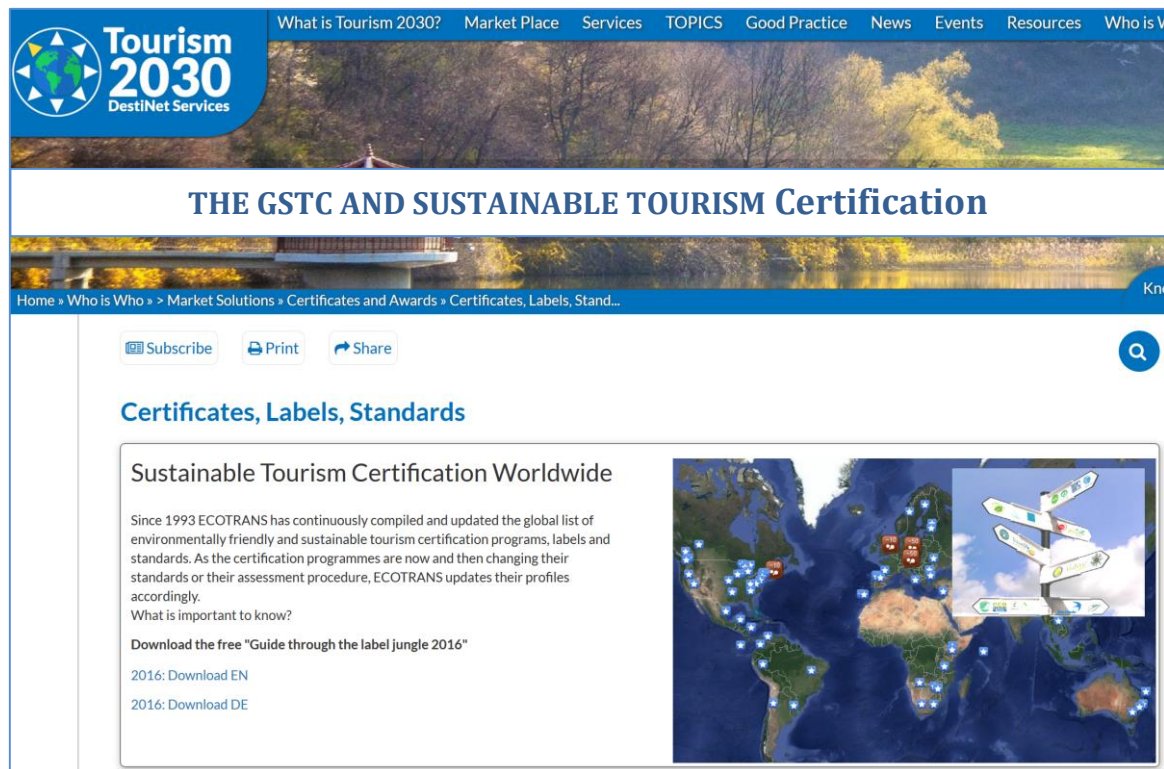 What is Tourism 2030? Market Place Services TOPICS Good Practice News Events Resources Who is W
Tourism
2030
DestiNet Services
THE GSTC AND SUSTAINABLE TOURISM Certification
Home » Who is Who » > Market Solutions » Certificates and Awards » Certificates, Labels, Stand...
Kno
Subscribe Print Share
Certificates, Labels, Standards
Sustainable Tourism Certification Worldwide
Since 1993 ECOTRANS has continuously compiled and updated the global list of
environmentally friendly and sustainable tourism certification programs, labels and
standards. As the certification programmes are now and then changing their
standards or their assessment procedure, ECOTRANS updates their profiles
accordingly.
What is important to know?
Download the free "Guide through the label jungle 2016"
2016: Download EN
2016: Download DE